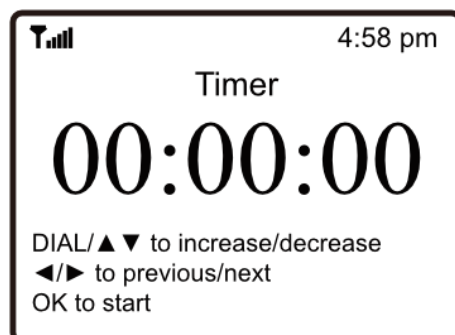 4:58 pm
Timer
00:00:00
DIAL/▲ ▼ to increase/decrease
◄/► to previous/next
OK to start